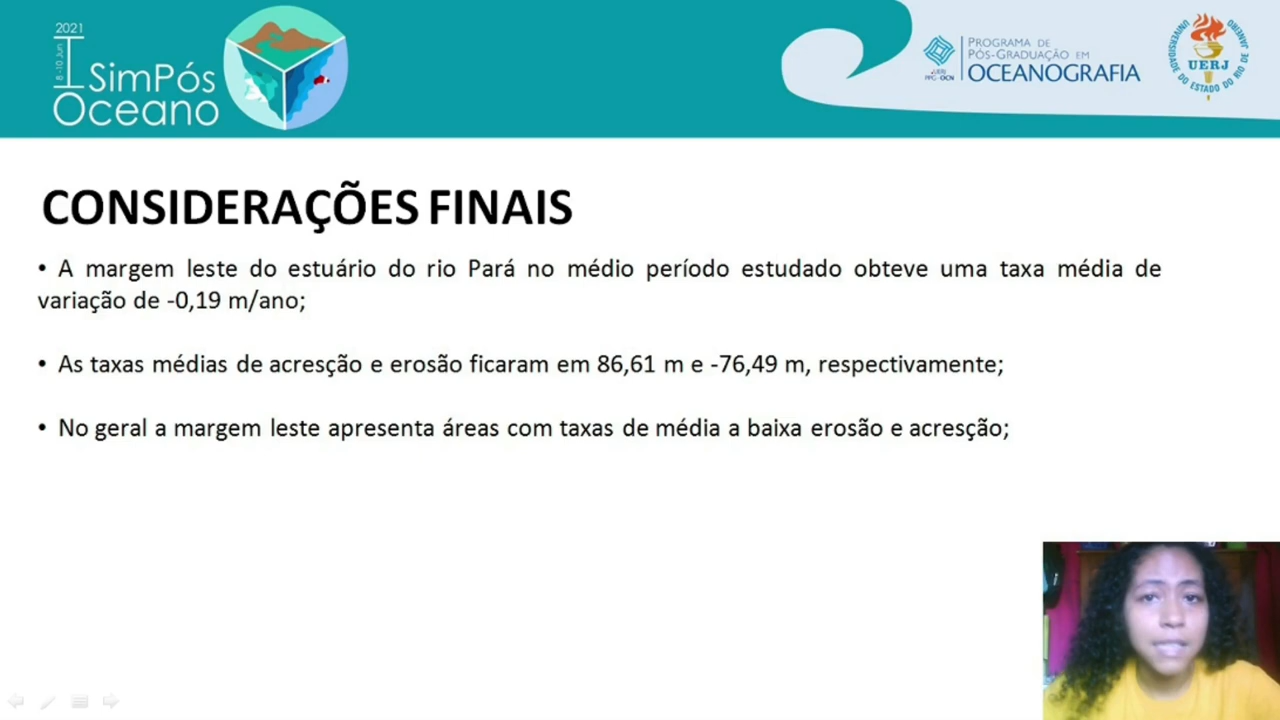 2021
8 -10 Jun
I SimPós
Oceano
PROGRAMA DE
PÓS-GRADUAÇÃO EM
OCEANOGRAFIA
UERJ
PPG-OCN
UNIVERSIDADE DO ESTADO DO RIO DE JANEIRO
UERJ
CONSIDERAÇÕES FINAIS
• A margem leste do estuário do rio Pará no médio período estudado obteve uma taxa média de
variação de -0,19 m/ano;
• As taxas médias de acresção e erosão ficaram em 86,61 m e -76,49 m, respectivamente;
• No geral a margem leste apresenta áreas com taxas de média a baixa erosão e acresção;